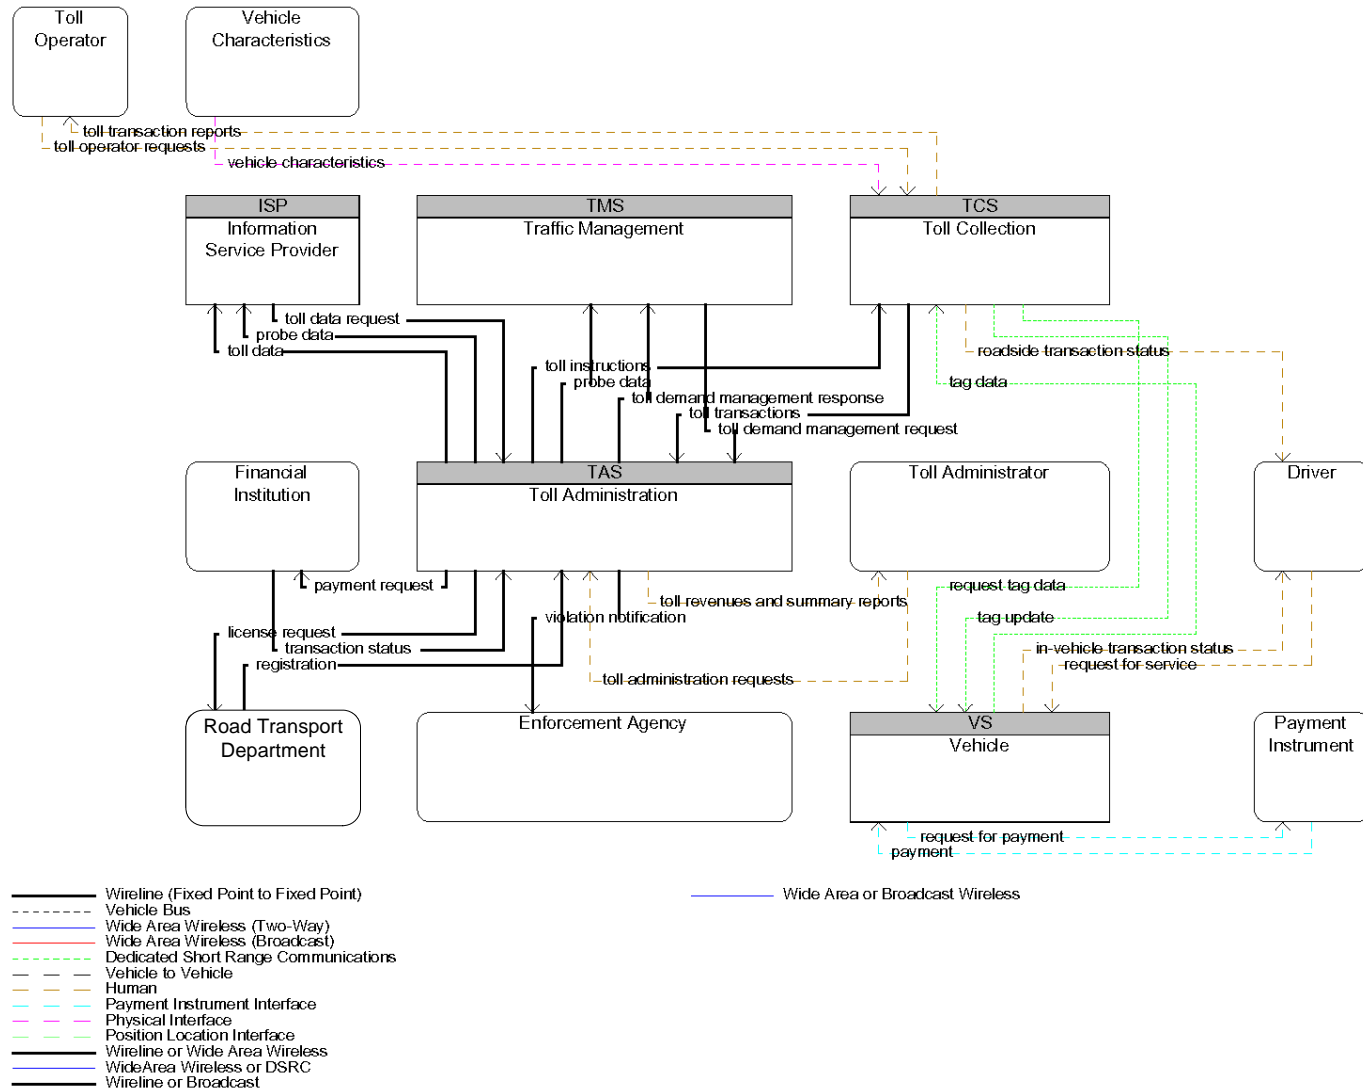 Toll
Operator
Vehicle
Characteristics
toll transaction reports
toll operator requests
vehicle characteristics
ISP
Information
Service Provider
TMS
Traffic Management
TCS
Toll Collection
toll data request
probe data
toll data
toll instructions
probe data
toll demand management response
toll transactions
toll demand management request
roadside transaction status
tag data
Financial
Institution
TAS
Toll Administration
Toll Administrator
Driver
payment request
toll revenues and summary reports
violation notification
license request
transaction status
registration
toll administration requests
request tag data
tag update
in-vehicle transaction status
request for service
Road Transport
Department
Enforcement Agency
VS
Vehicle
Payment
Instrument
request for payment
payment
Wireline (Fixed Point to Fixed Point)
Vehicle Bus
Wide Area Wireless (Two-Way)
Wide Area Wireless (Broadcast)
Dedicated Short Range Communications
Vehicle to Vehicle
Human
Payment Instrument Interface
Physical Interface
Position Location Interface
Wireline or Wide Area Wireless
WideArea Wireless or DSRC
Wireline or Broadcast
Wide Area or Broadcast Wireless